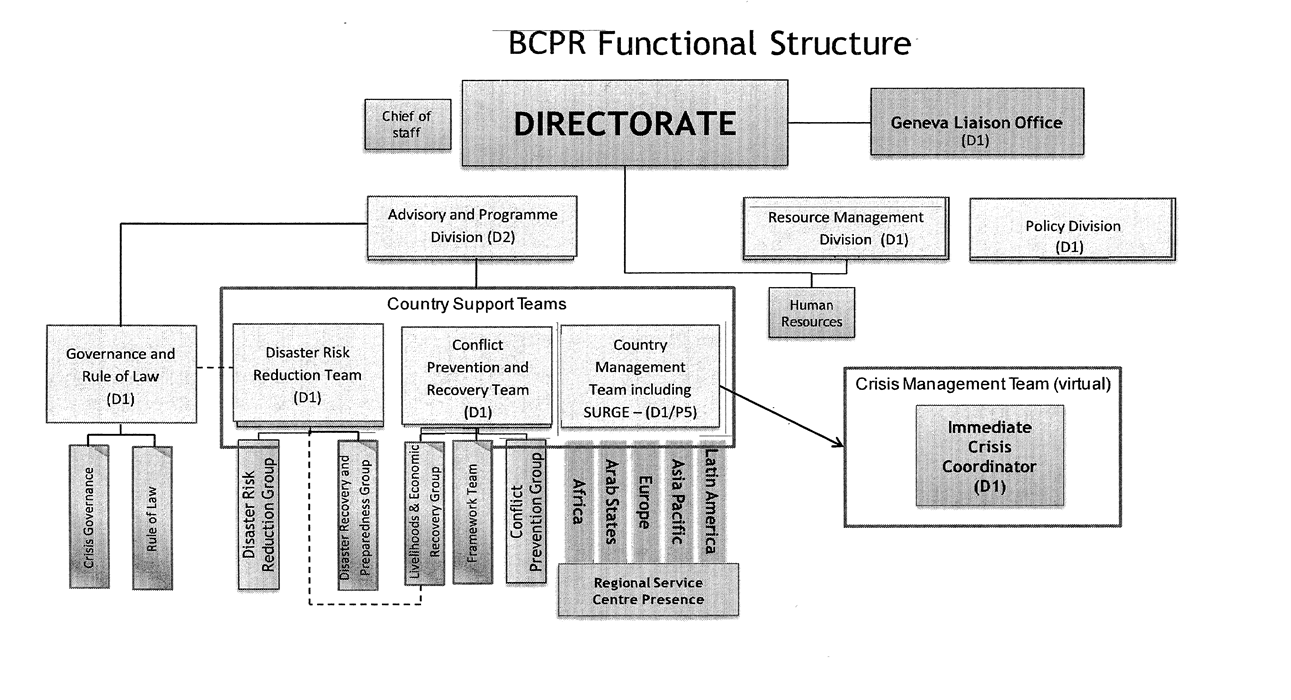 BCPR Functional Structure
Chief of
staff
DIRECTORATE
Geneva Liaison Office
(D1)
Advisory and Programme
Division (D2)
Resource Management
Division (D1)
Policy Division
(D1)
Human
Resources
Country Support Teams
Governance and
Rule of Law
(D1)
Disaster Risk
Reduction Team
(D1)
Conflict
Prevention and
Recovery Team
(D1)
Country
Management
Team including
SURGE – (D1/P5)
Crisis Management Team (virtual)
Immediate
Crisis
Coordinator
(D1)
Crisis Governance
Rule of Law
Disaster Risk
Reduction Group
Disaster Recovery and
Preparedness Group
Livelihoods & Economic
Recovery Group
Framework Team
Conflict
Prevention Group
Africa
Arab States
Europe
Asia Pacific
Latin America
Regional Service
Centre Presence